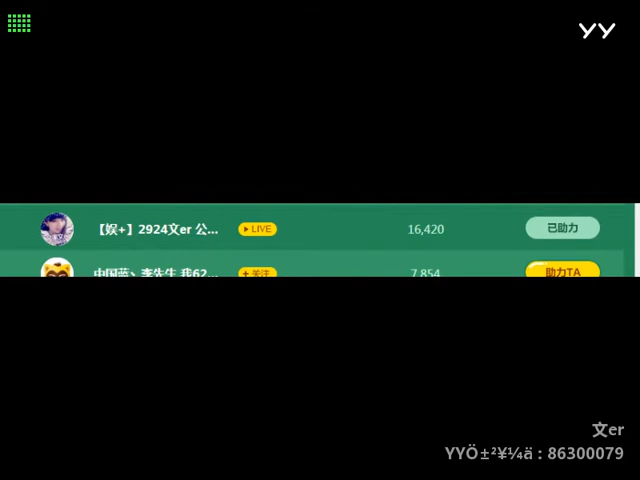 YY
【娱+】2924文er 公... LIVE 16,420 已助力
中国蓝丶李先生 我62... + 关注 7,854 助力TA
文er
YYÖ±²¥¼ä : 86300079